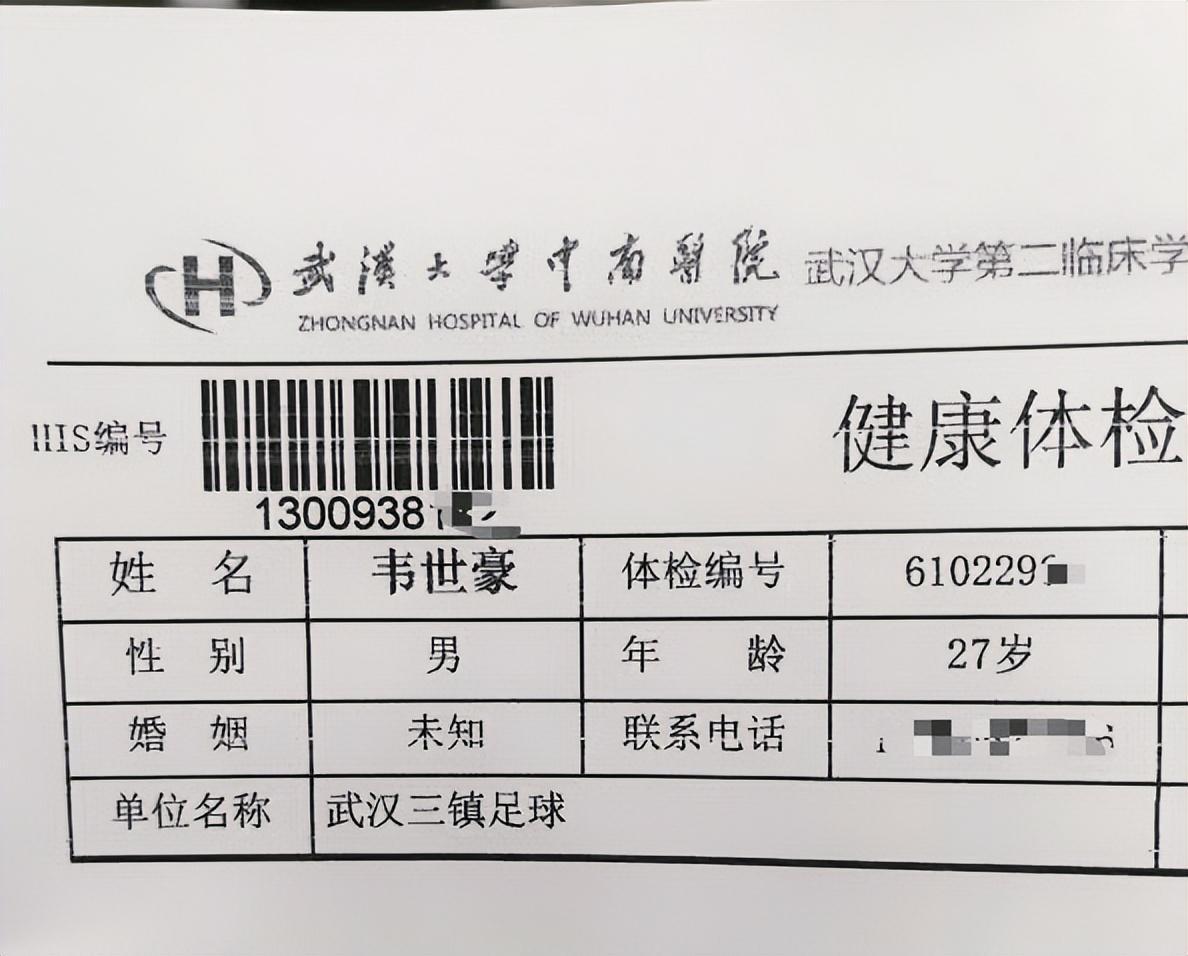 武漢大學中南醫院 武汉大学第二临床学
ZHONGNAN HOSPITAL OF WUHAN UNIVERSITY
HIS编号
健康体检
1300938
姓 名 韦世豪 体检编号 610229
性 别 男 年 龄 27岁
婚 姻 未知 联系电话
单位名称 武汉三镇足球